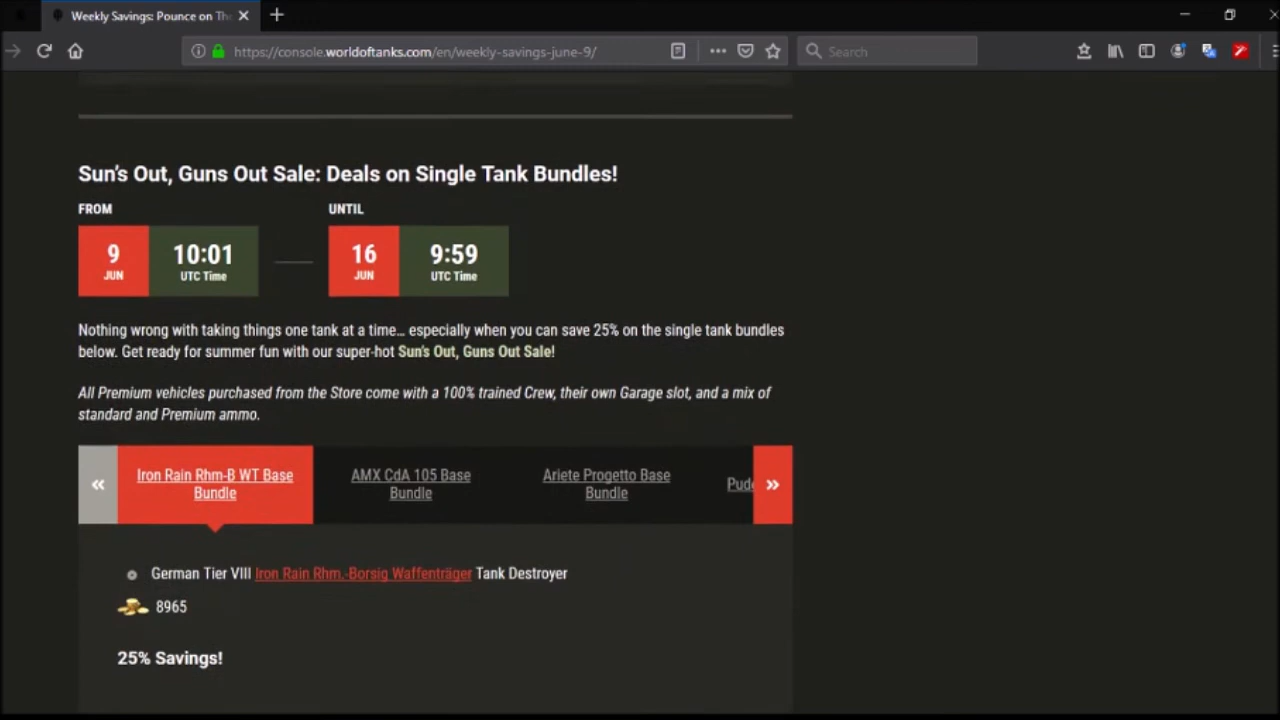 Weekly Savings: Pounce on
https://console.worldoftanks.com/en/weekly-savings-june-9/
Search
Sun's Out, Guns Out Sale: Deals on Single Tank Bundles!
FROM
UNTIL
9
JUN
10:01
UTC Time
16
JUN
9:59
UTC Time
Nothing wrong with taking things one tank at a time… especially when you can save 25% on the single tank bundles
below. Get ready for summer fun with our super-hot Sun's Out, Guns Out Sale!
All Premium vehicles purchased from the Store come with a 100% trained Crew, their own Garage slot, and a mix of
standard and Premium ammo.
«
Iron Rain Rhm-B WT Base
Bundle
AMX CdA 105 Base
Bundle
Ariete Progetto Base
Bundle
»
German Tier VIII Iron Rain Rhm.-Borsig Waffenträger Tank Destroyer
8965
25% Savings!